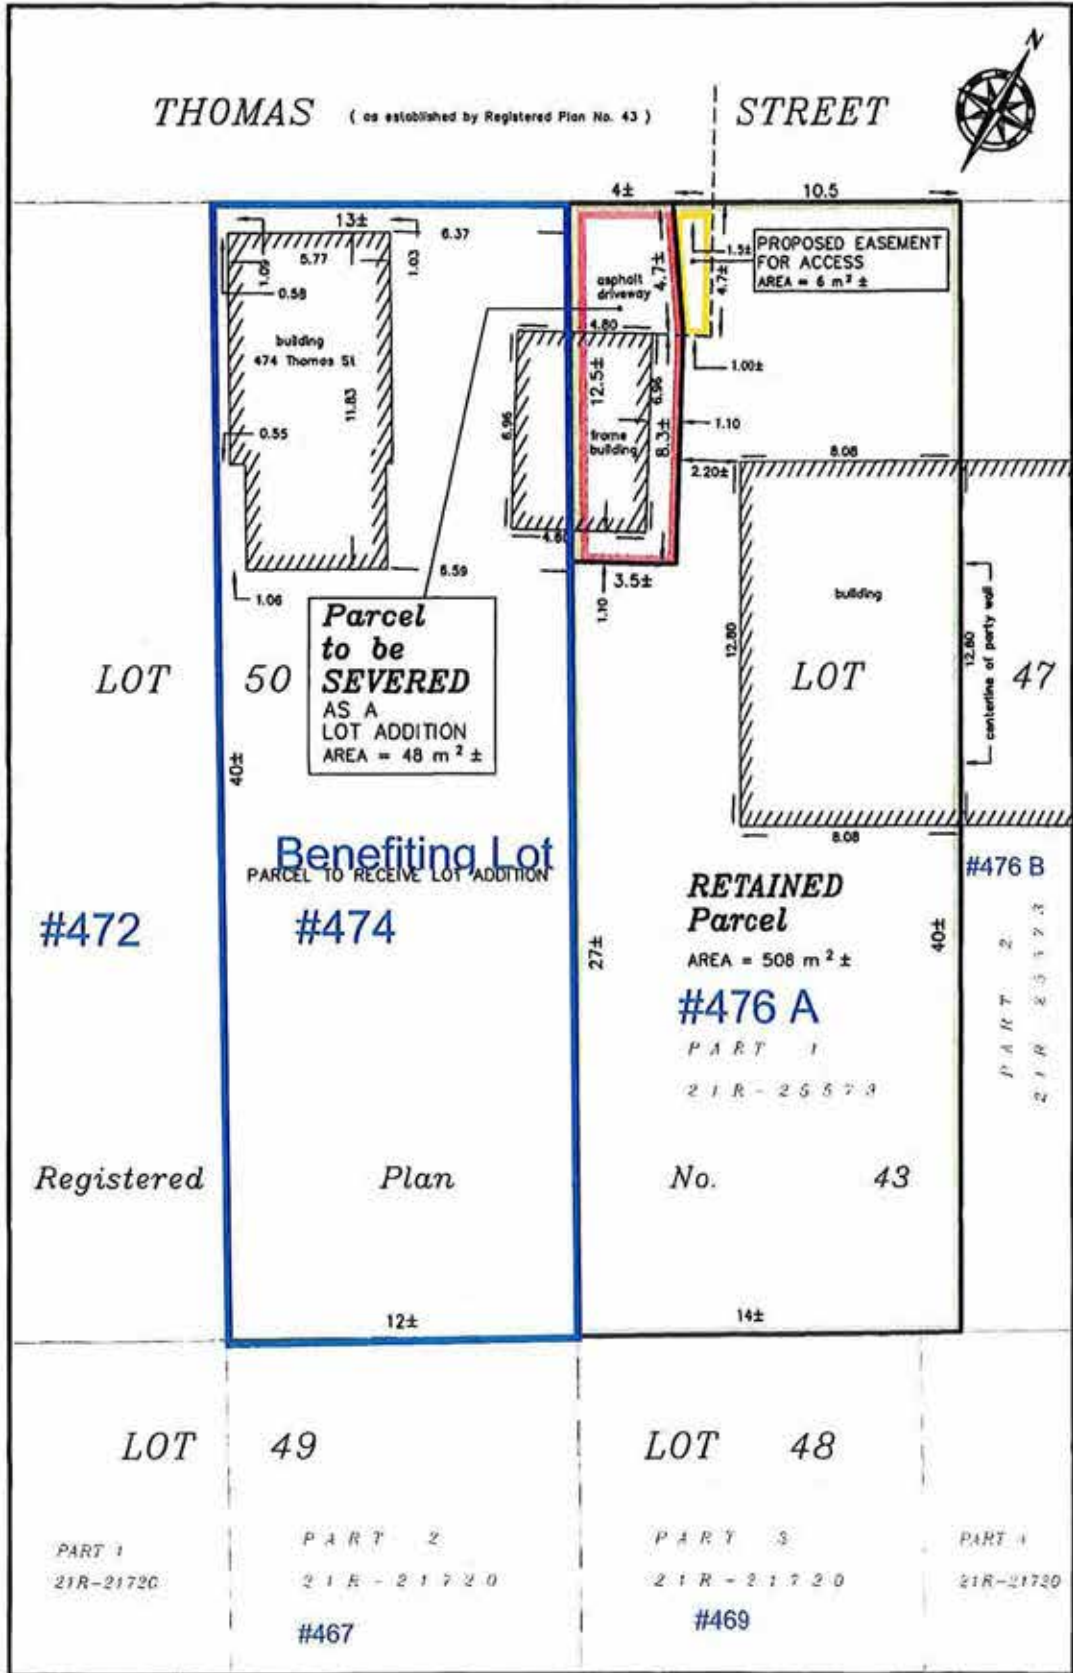 N
THOMAS ( as established by Registered Plan No. 43 ) STREET
4± 10.5
13±
5.77
6.37
1.03
1.09
0.58
building
474 Thomas St
11.83
0.55
6.59
1.06
asphalt
driveway
4.7±
1.5±
4.7±
PROPOSED EASEMENT
FOR ACCESS
AREA = 6 m² ±
4.80
12.5±
6.96
6.96
8.3±
1.00±
1.10
frame
building
2.20±
8.08
4.80
3.5±
1.10
building
12.80
12.80
centerline of party wall
Parcel
to be
SEVERED
AS A
LOT ADDITION
AREA = 48 m² ±
LOT 50
LOT 47
40±
8.08
Benefiting Lot
PARCEL TO RECEIVE LOT ADDITION
#472
#474
#476 B
RETAINED
Parcel
AREA = 508 m² ±
27±
40±
#476 A
PART 1
21R-25573
PART 2
21R 25573
Registered Plan No. 43
12±
14±
LOT 49
LOT 48
PART 1
21R-21720
PART 2
21R-21720
#467
PART 3
21R-21720
#469
PART 4
21R-21720